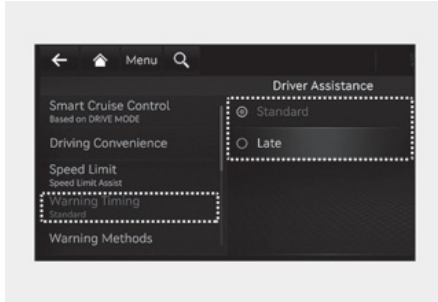 Menu
Driver Assistance
Smart Cruise Control
Based on DRIVE MODE
Driving Convenience
Speed Limit
Speed Limit Assist
Warning Timing
Standard
Warning Methods
Standard
Late